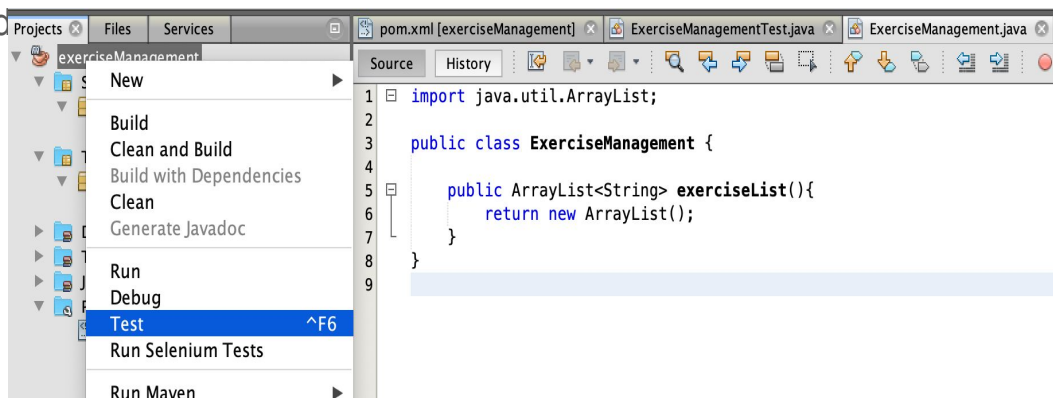 Projects Files Services
pom.xml [exerciseManagement] ExerciseManagementTest.java ExerciseManagement.java
exerciseManagement
Source History
New
Build
Clean and Build
Build with Dependencies
Clean
Generate Javadoc
Run
Debug
Test ^F6
Run Selenium Tests
Run Maven
1 import java.util.ArrayList;
2
3 public class ExerciseManagement {
4
5 public ArrayList<String> exerciseList(){
6 return new ArrayList();
7 }
8 }
9